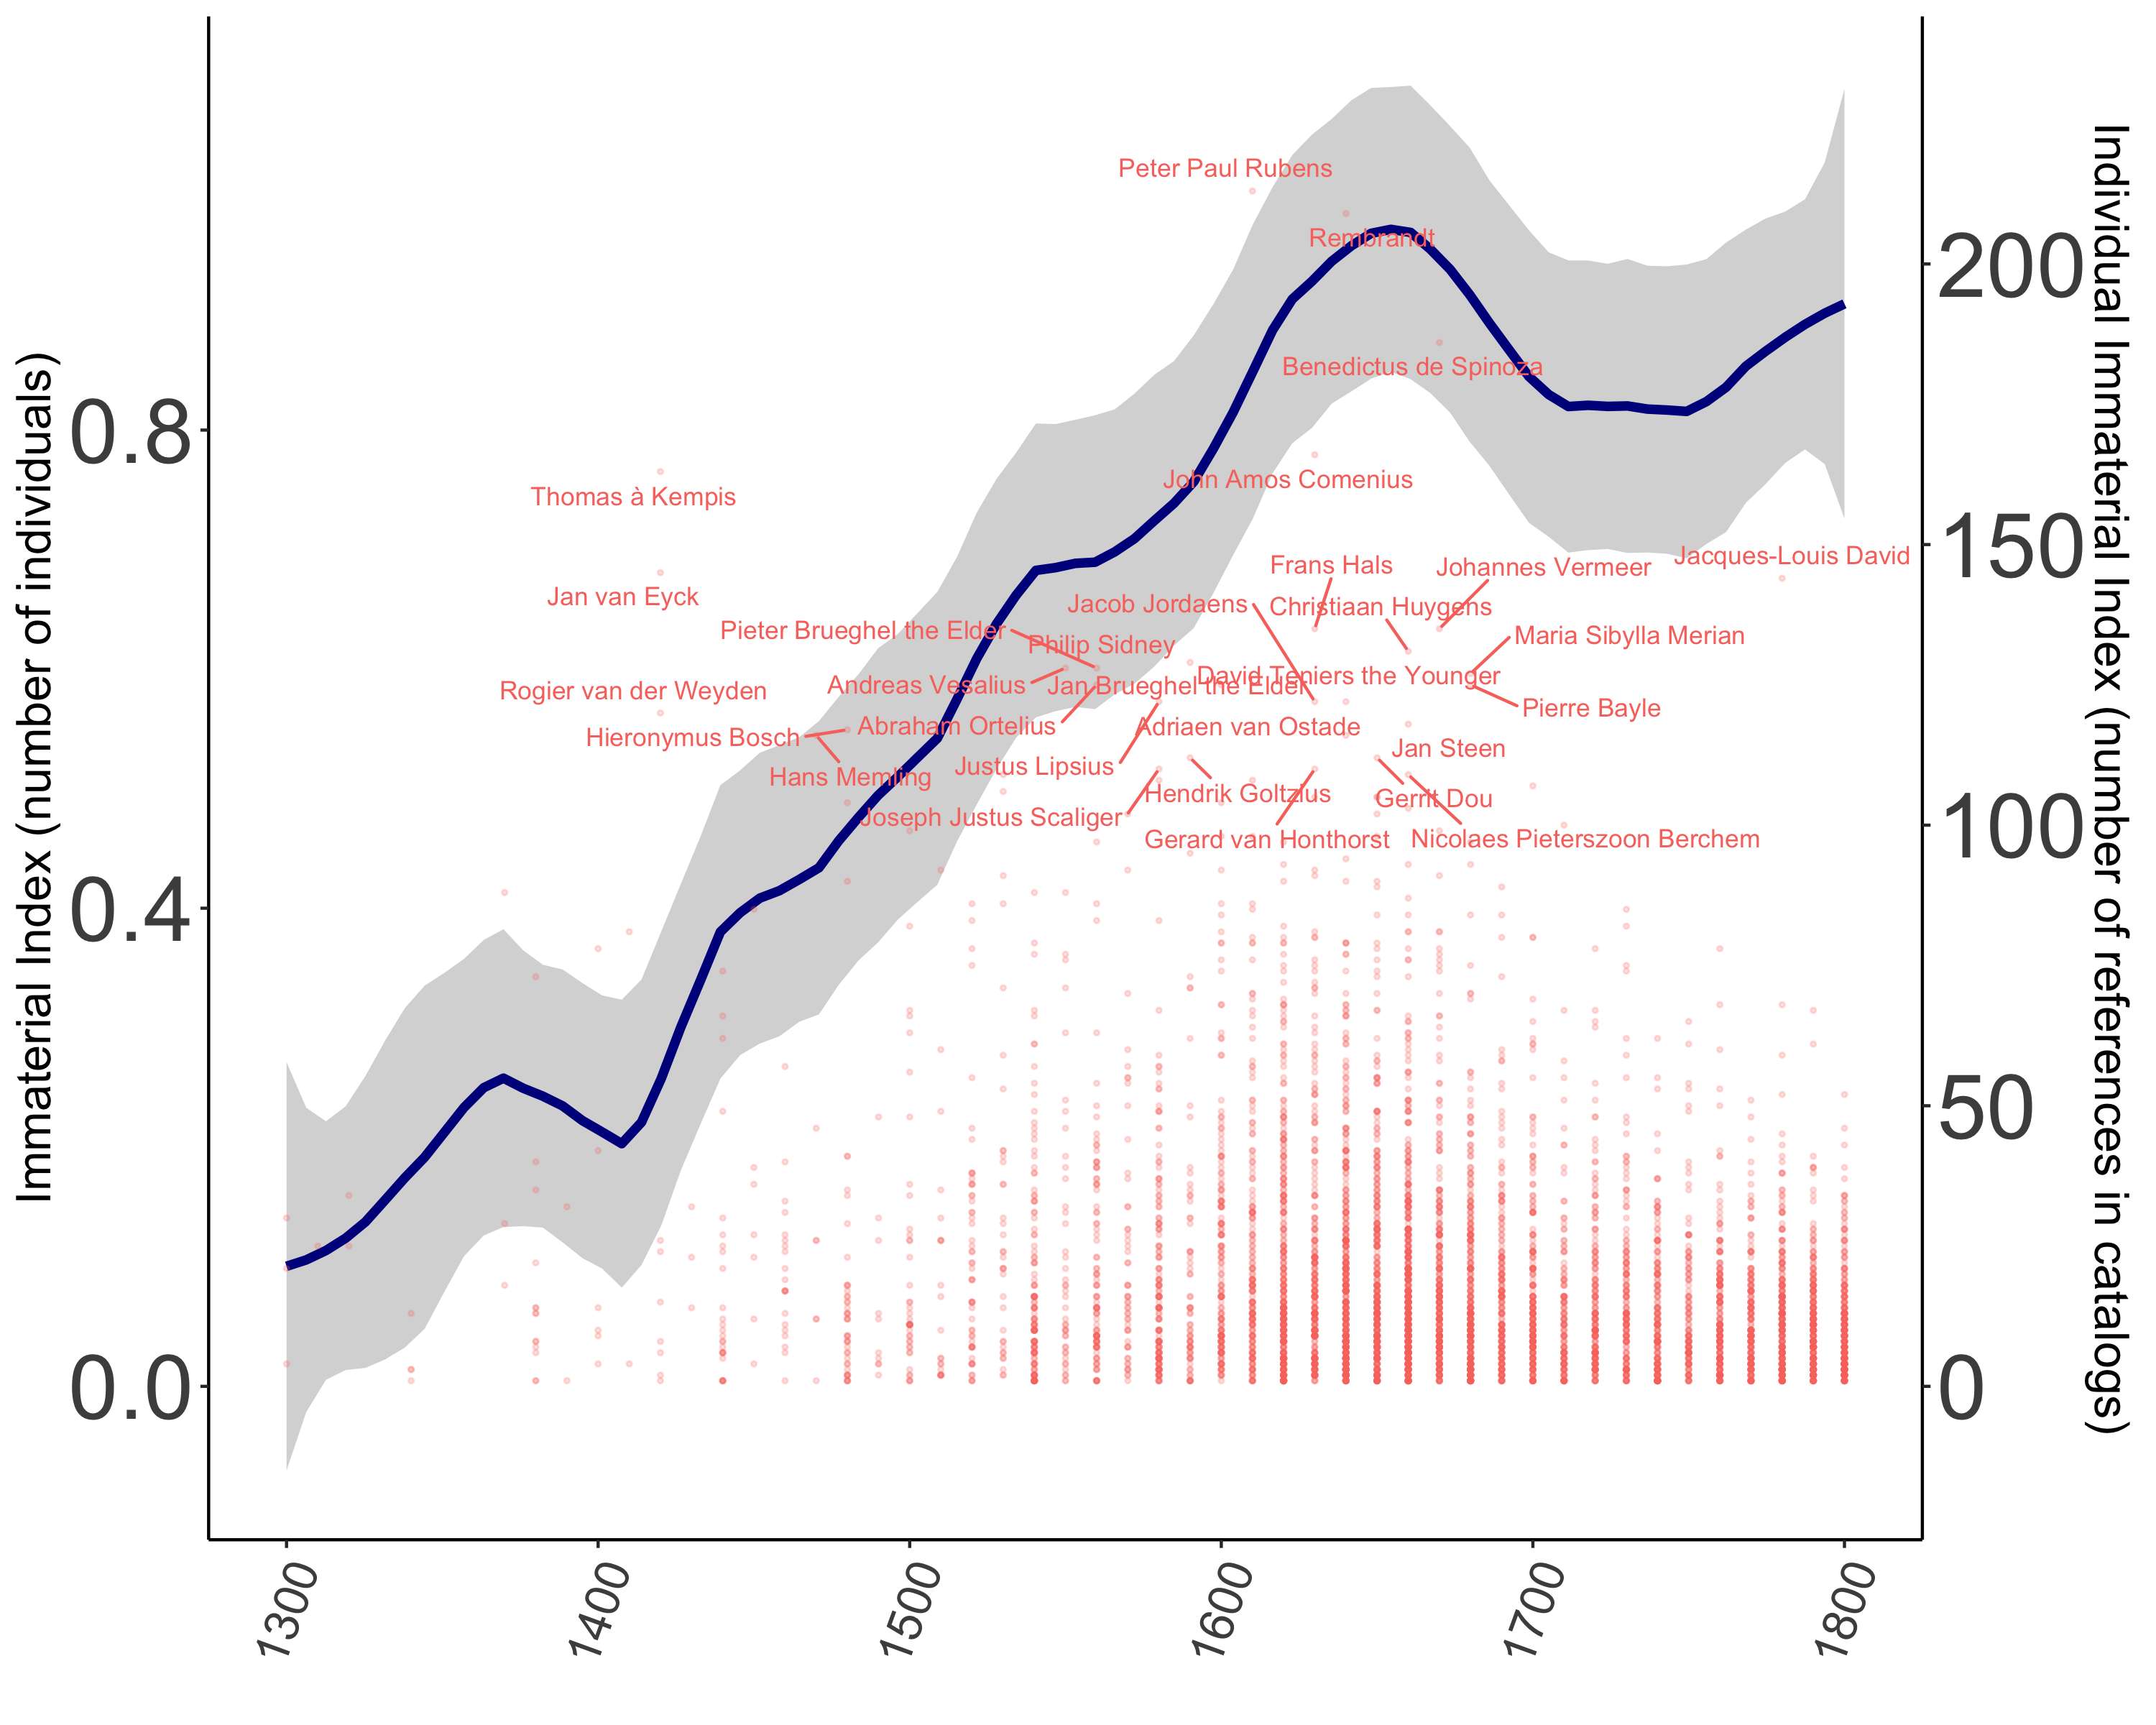 Immaterial Index (number of individuals)
0.8
0.4
0.0
Peter Paul Rubens
Rembrandt
Benedictus de Spinoza
Thomas à Kempis
John Amos Comenius
Frans Hals
Johannes Vermeer
Jacques-Louis David
Jan van Eyck
Jacob Jordaens
Christiaan Huygens
Pieter Brueghel the Elder
Philip Sidney
Maria Sibylla Merian
Rogier van der Weyden
Andreas Vesalius
Jan Brueghel the Elder
David Teniers the Younger
Pierre Bayle
Hieronymus Bosch
Abraham Ortelius
Adriaen van Ostade
Jan Steen
Hans Memling
Justus Lipsius
Hendrik Goltzius
Gerrit Dou
Joseph Justus Scaliger
Gerard van Honthorst
Nicolaes Pieterszoon Berchem
200
150
100
50
0
Individual Immaterial Index (number of references in catalogs)
1300
1400
1500
1600
1700
1800